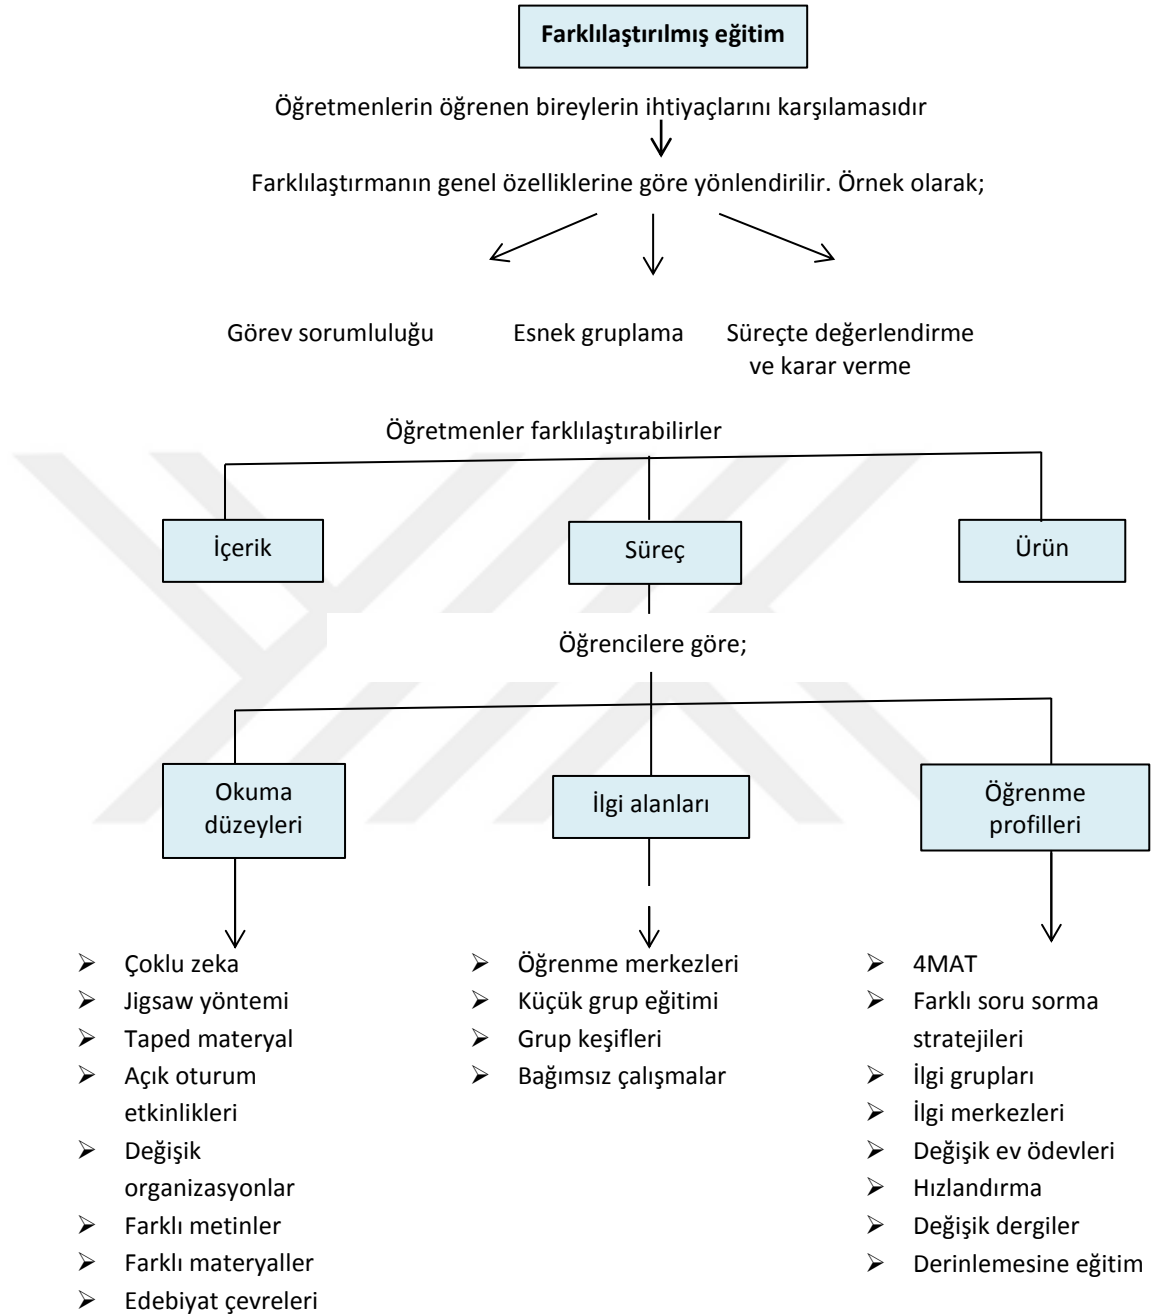 Farklılaştırılmış eğitim
Öğretmenlerin öğrenen bireylerin ihtiyaçlarını karşılamasıdır
Farklılaştırmanın genel özelliklerine göre yönlendirilir. Örnek olarak;
Görev sorumluluğu
Esnek gruplama
Süreçte değerlendirme
ve karar verme
Öğretmenler farklılaştırabilirler
İçerik
Süreç
Ürün
Öğrencilere göre;
Okuma
düzeyleri
İlgi alanları
Öğrenme
profilleri
Çoklu zeka
Jigsaw yöntemi
Taped materyal
Açık oturum
etkinlikleri
Değişik
organizasyonlar
Farklı metinler
Farklı materyaller
Edebiyat çevreleri
Öğrenme merkezleri
Küçük grup eğitimi
Grup keşifleri
Bağımsız çalışmalar
4MAT
Farklı soru sorma
stratejileri
İlgi grupları
İlgi merkezleri
Değişik ev ödevleri
Hızlandırma
Değişik dergiler
Derinlemesine eğitim